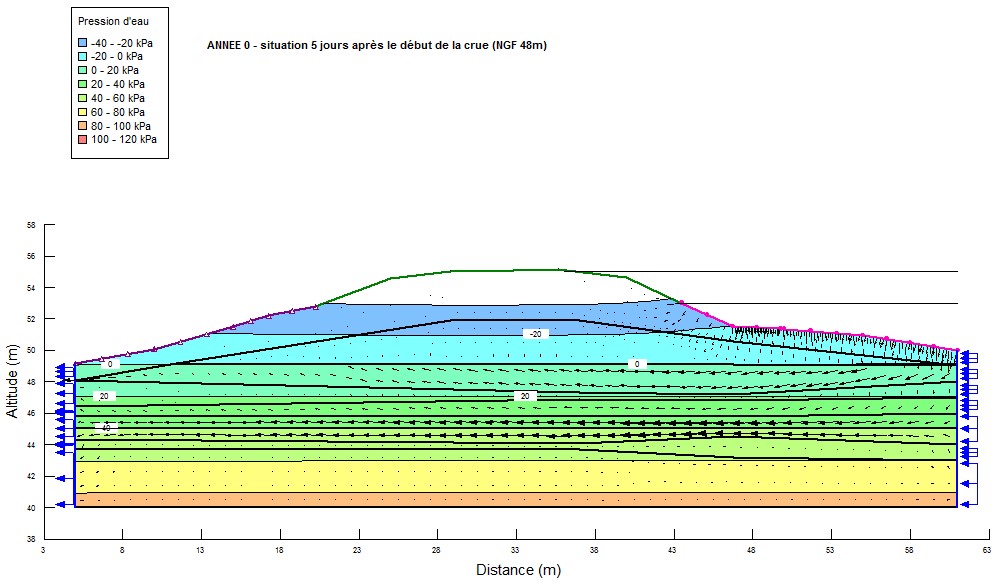 Pression d'eau
-40 - -20 kPa
-20 - 0 kPa
0 - 20 kPa
20 - 40 kPa
40 - 60 kPa
60 - 80 kPa
80 - 100 kPa
100 - 120 kPa
ANNEE 0 - situation 5 jours après le début de la crue (NGF 48m)
58
56
54
52
50
48
46
44
42
40
38
Altitude (m)
-20
0
0
20
20
40
3
8
13
18
23
28
33
38
43
48
53
58
63
Distance (m)